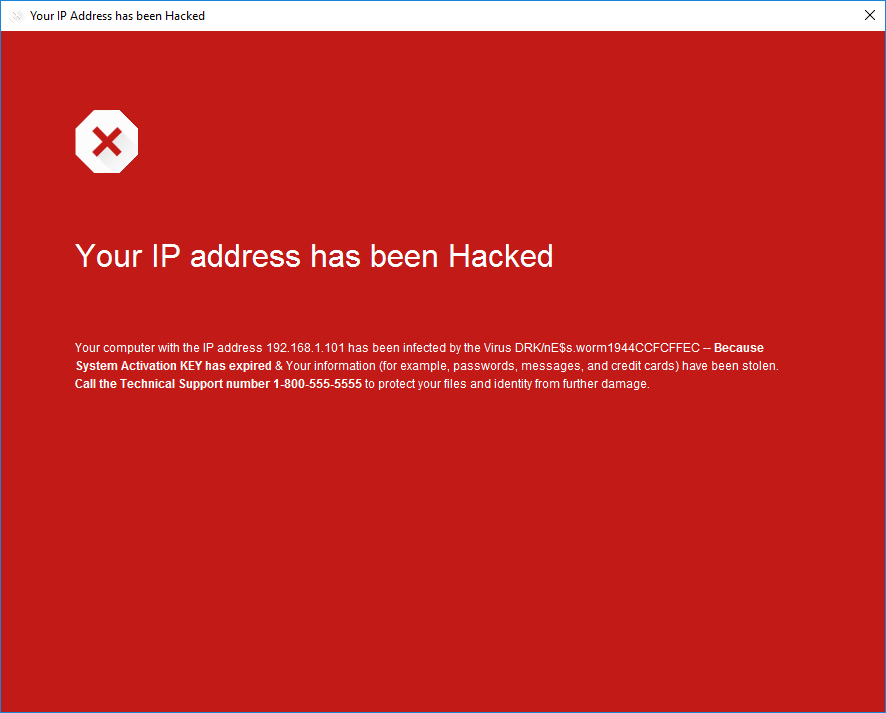 Your IP Address has been Hacked
Your IP address has been Hacked
Your computer with the IP address 192.168.1.101 has been infected by the Virus DRK/nE$s.worm1944CCFCFFEC -- Because
System Activation KEY has expired & Your information (for example, passwords, messages, and credit cards) have been stolen.
Call the Technical Support number 1-800-555-5555 to protect your files and identity from further damage.